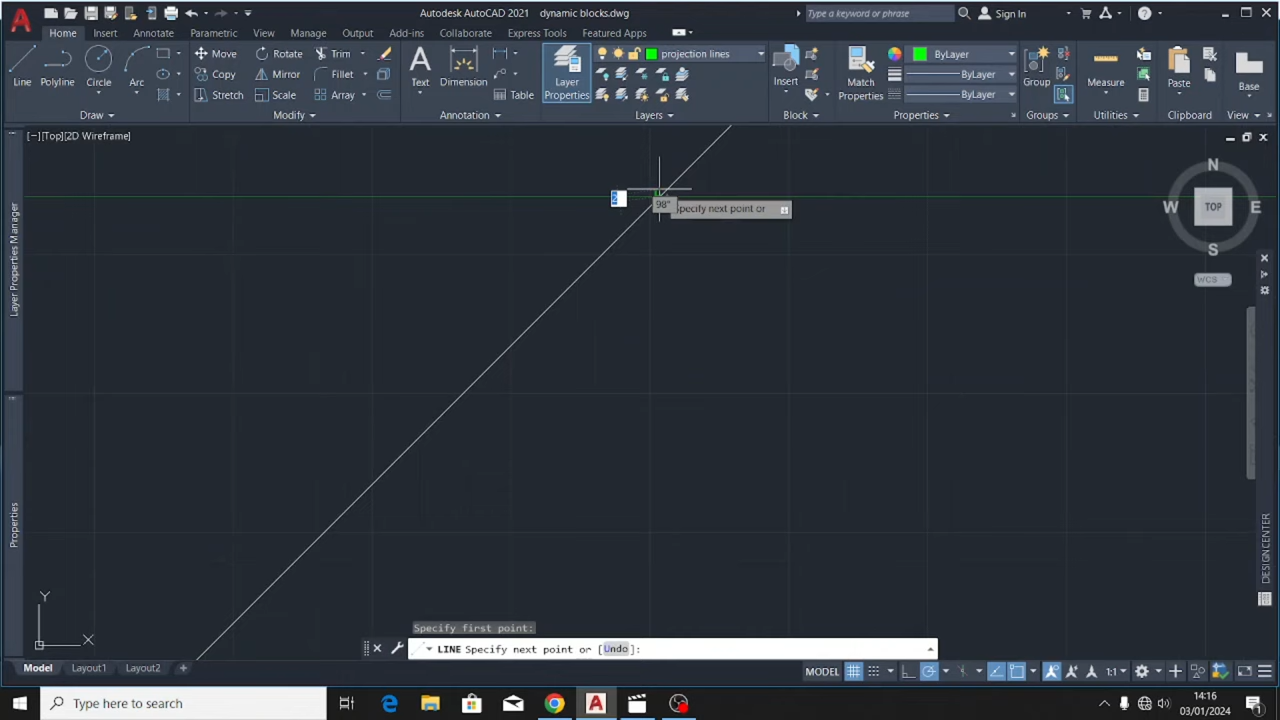 Autodesk AutoCAD 2021 dynamic blocks.dwg
Type a keyword or phrase
Sign In
Home Insert Annotate Parametric View Manage Output Add-ins Collaborate Express Tools Featured Apps
Line Polyline Circle Arc
Move Rotate Trim
Copy Mirror Fillet
Stretch Scale Array
Text Dimension Table
Layer Properties
projection lines
Insert
Match Properties
ByLayer
ByLayer
ByLayer
Group Measure Paste Base
Draw Modify Annotation Layers Block Properties Groups Utilities Clipboard View
[−][Top][2D Wireframe]
N
W TOP E
S
WCS
Layer Properties Manager
Properties
DESIGN CENTER
2
98°
Specify next point or
Y
X
Specify first point:
LINE Specify next point or [Undo]:
Model Layout1 Layout2 +
MODEL 1:1
Type here to search
14:16
03/01/2024